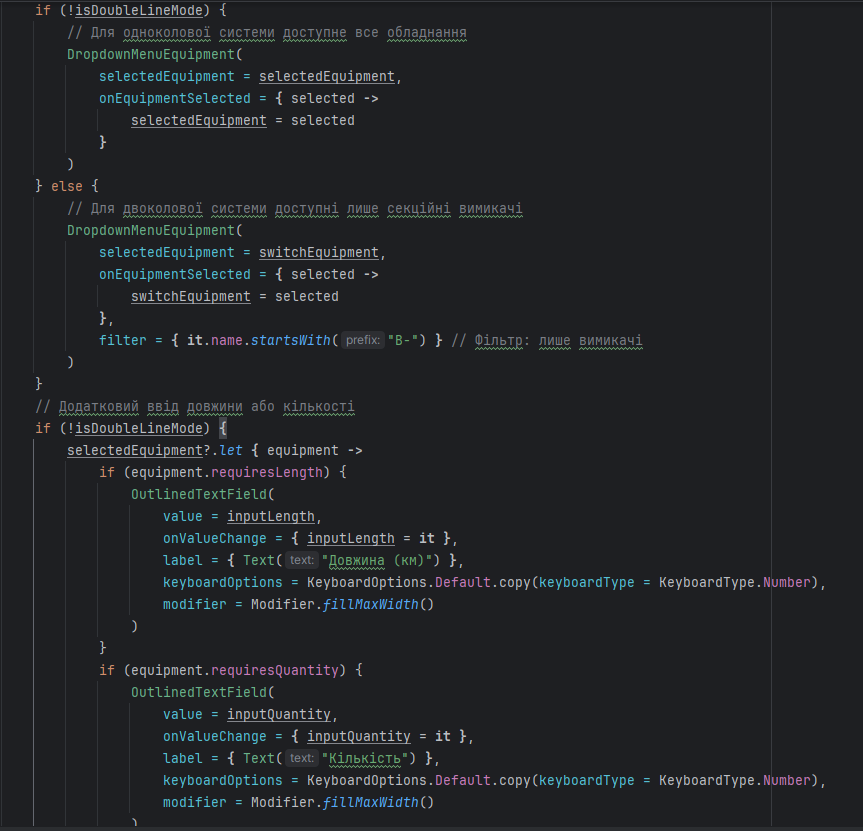 if (!isDoubleLineMode) {
// Для одноколової системи доступне все обладнання
DropdownMenuEquipment(
selectedEquipment = selectedEquipment,
onEquipmentSelected = { selected ->
selectedEquipment = selected
}
)
} else {
// Для двоколової системи доступні лише секційні вимикачі
DropdownMenuEquipment(
selectedEquipment = switchEquipment,
onEquipmentSelected = { selected ->
switchEquipment = selected
},
filter = { it.name.startsWith( prefix: "В-") } // Фільтр: лише вимикачі
)
}
// Додатковий ввід довжини або кількості
if (!isDoubleLineMode) {
selectedEquipment?.let { equipment ->
if (equipment.requiresLength) {
OutlinedTextField(
value = inputLength,
onValueChange = { inputLength = it },
label = { Text( text: "Довжина (км)") },
keyboardOptions = KeyboardOptions.Default.copy(keyboardType = KeyboardType.Number),
modifier = Modifier.fillMaxWidth()
)
}
if (equipment.requiresQuantity) {
OutlinedTextField(
value = inputQuantity,
onValueChange = { inputQuantity = it },
label = { Text( text: "Кількість") },
keyboardOptions = KeyboardOptions.Default.copy(keyboardType = KeyboardType.Number),
modifier = Modifier.fillMaxWidth()
)